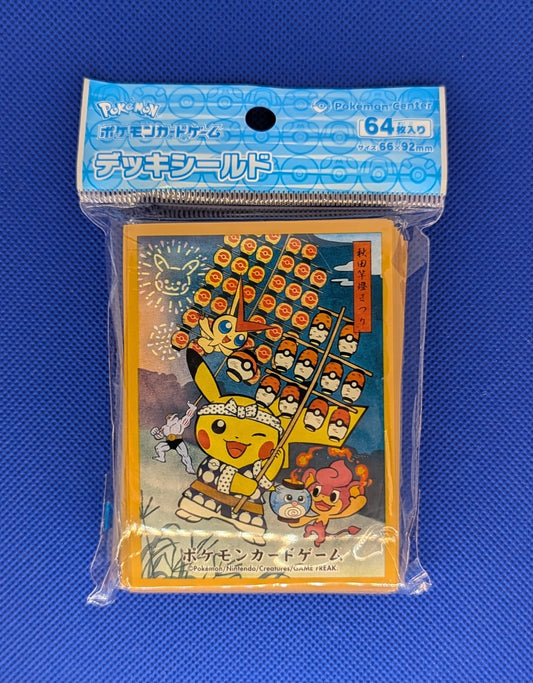 POKéMON
ポケモンカードゲーム
デッキシールド
Pokémon Center
64枚入り
サイズ 66×92mm
秋田竿燈まつり
ポケモンカードゲーム
©Pokémon/Nintendo/Creatures/GAME FREAK.